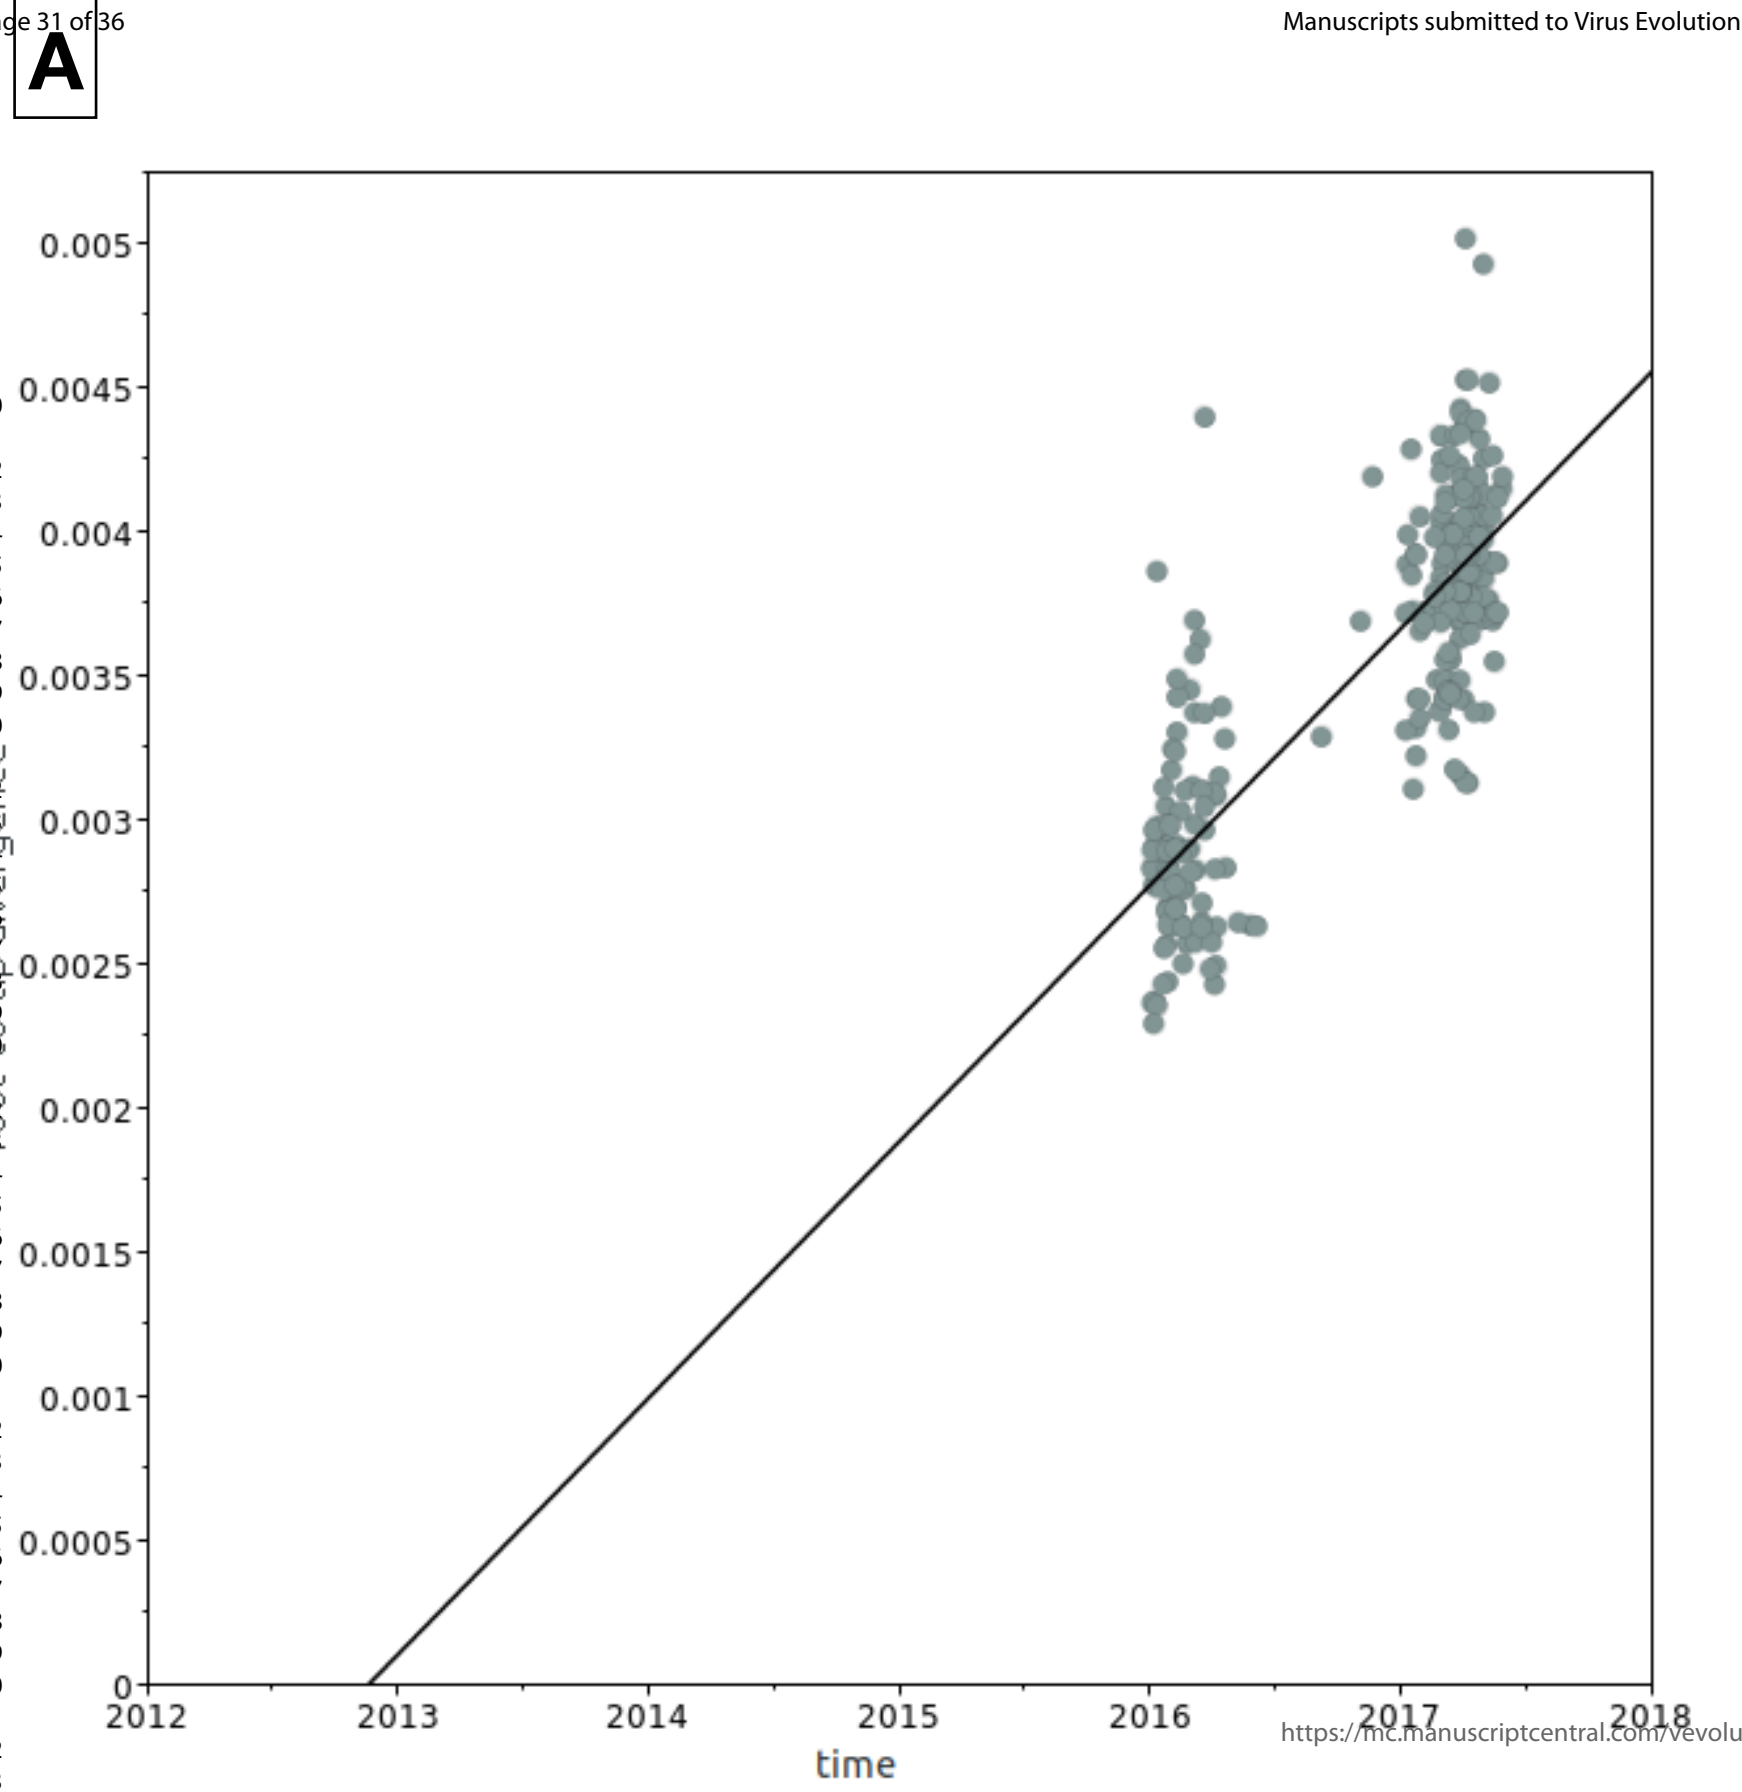 ge 31 of 36
Manuscripts submitted to Virus Evolution
A
0.005
0.0045
0.004
0.0035
0.003
0.0025
0.002
0.0015
0.001
0.0005
0
2012 2013 2014 2015 2016 2017 2018
https://mc.manuscriptcentral.com/vevolu
time